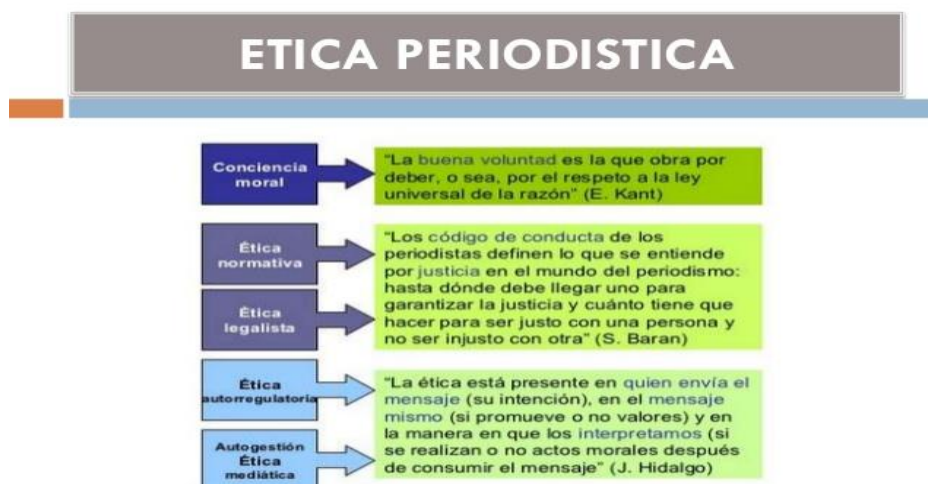 ETICA PERIODISTICA
Conciencia
moral
"La buena voluntad es la que obra por
deber, o sea, por el respeto a la ley
universal de la razón" (E. Kant)
Ética
normativa
Ética
legalista
"Los código de conducta de los
periodistas definen lo que se entiende
por justicia en el mundo del periodismo:
hasta dónde debe llegar uno para
garantizar la justicia y cuánto tiene que
hacer para ser justo con una persona y
no ser injusto con otra" (S. Baran)
Ética
autorregulatoria
Autogestión
Ética
mediática
"La ética está presente en quien envía el
mensaje (su intención), en el mensaje
mismo (si promueve o no valores) y en
la manera en que los interpretamos (si
se realizan o no actos morales después
de consumir el mensaje" (J. Hidalgo)